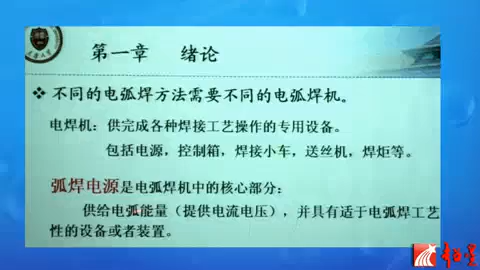 第一章 绪论
❖ 不同的电弧焊方法需要不同的电弧焊机。
电焊机：供完成各种焊接工艺操作的专用设备。
包括电源，控制箱，焊接小车，送丝机，焊炬等。
弧焊电源是电弧焊机中的核心部分：
供给电弧能量（提供电流电压），并具有适于电弧焊工艺
性的设备或者装置。